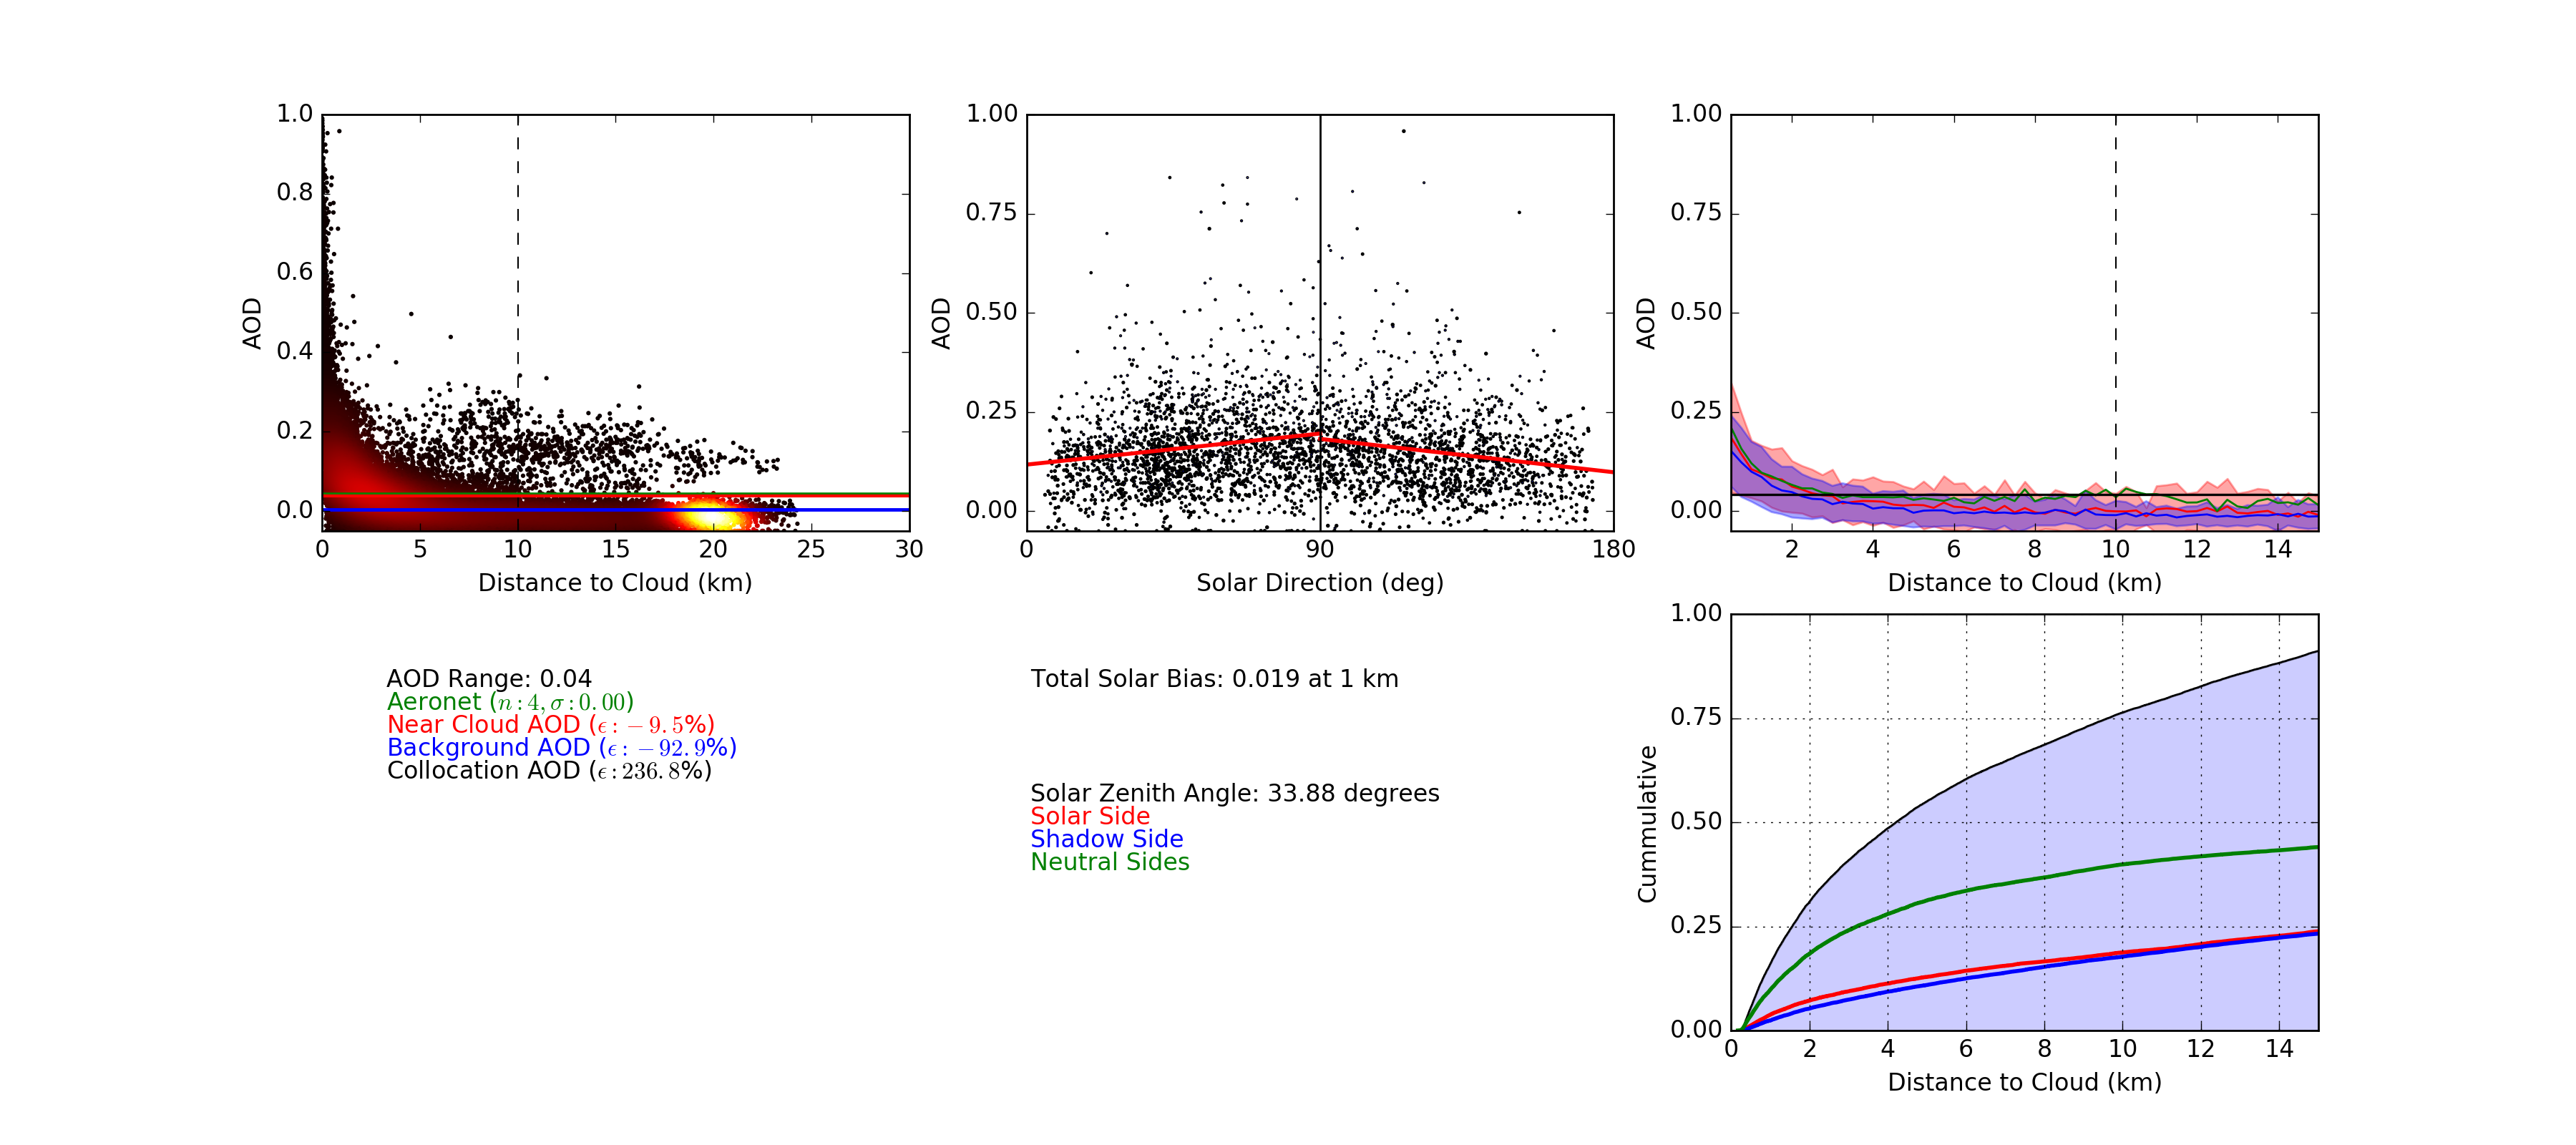 1.0
0.8
0.6
0.4
0.2
0.0
AOD
0 5 10 15 20 25 30
Distance to Cloud (km)
1.00
0.75
0.50
0.25
0.00
AOD
0 90 180
Solar Direction (deg)
1.00
0.75
0.50
0.25
0.00
AOD
2 4 6 8 10 12 14
Distance to Cloud (km)
AOD Range: 0.04
Aeronet (n : 4, σ : 0.00)
Near Cloud AOD (ϵ : −9.5%)
Background AOD (ϵ : −92.9%)
Collocation AOD (ϵ : 236.8%)
Total Solar Bias: 0.019 at 1 km
Solar Zenith Angle: 33.88 degrees
Solar Side
Shadow Side
Neutral Sides
1.00
0.75
0.50
0.25
0.00
Cummulative
0 2 4 6 8 10 12 14
Distance to Cloud (km)